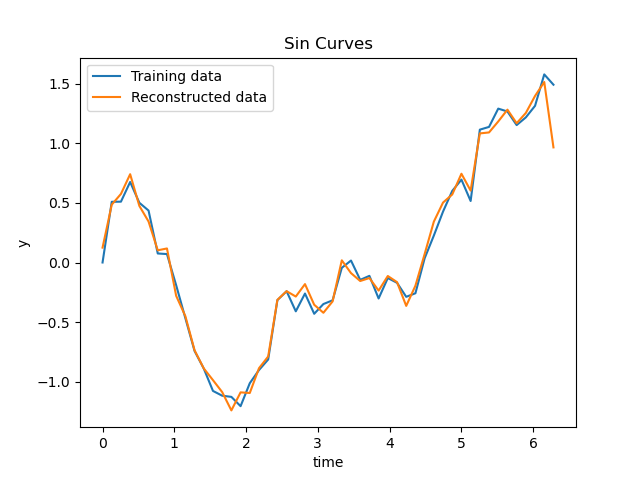 Sin Curves
Training data
Reconstructed data
y
1.5
1.0
0.5
0.0
−0.5
−1.0
0 1 2 3 4 5 6
time